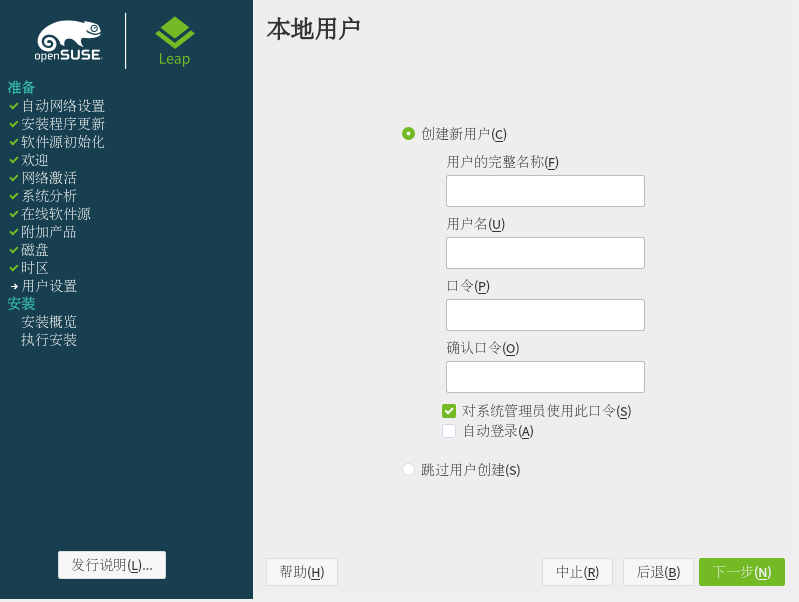 openSUSE
Leap
准备
自动网络设置
安装程序更新
软件源初始化
欢迎
网络激活
系统分析
在线软件源
附加产品
磁盘
时区
用户设置
安装
安装概览
执行安装
发行说明(L)...
本地用户
创建新用户(C)
用户的完整名称(F)
用户名(U)
口令(P)
确认口令(O)
对系统管理员使用此口令(S)
自动登录(A)
跳过用户创建(S)
帮助(H)
中止(R)
后退(B)
下一步(N)